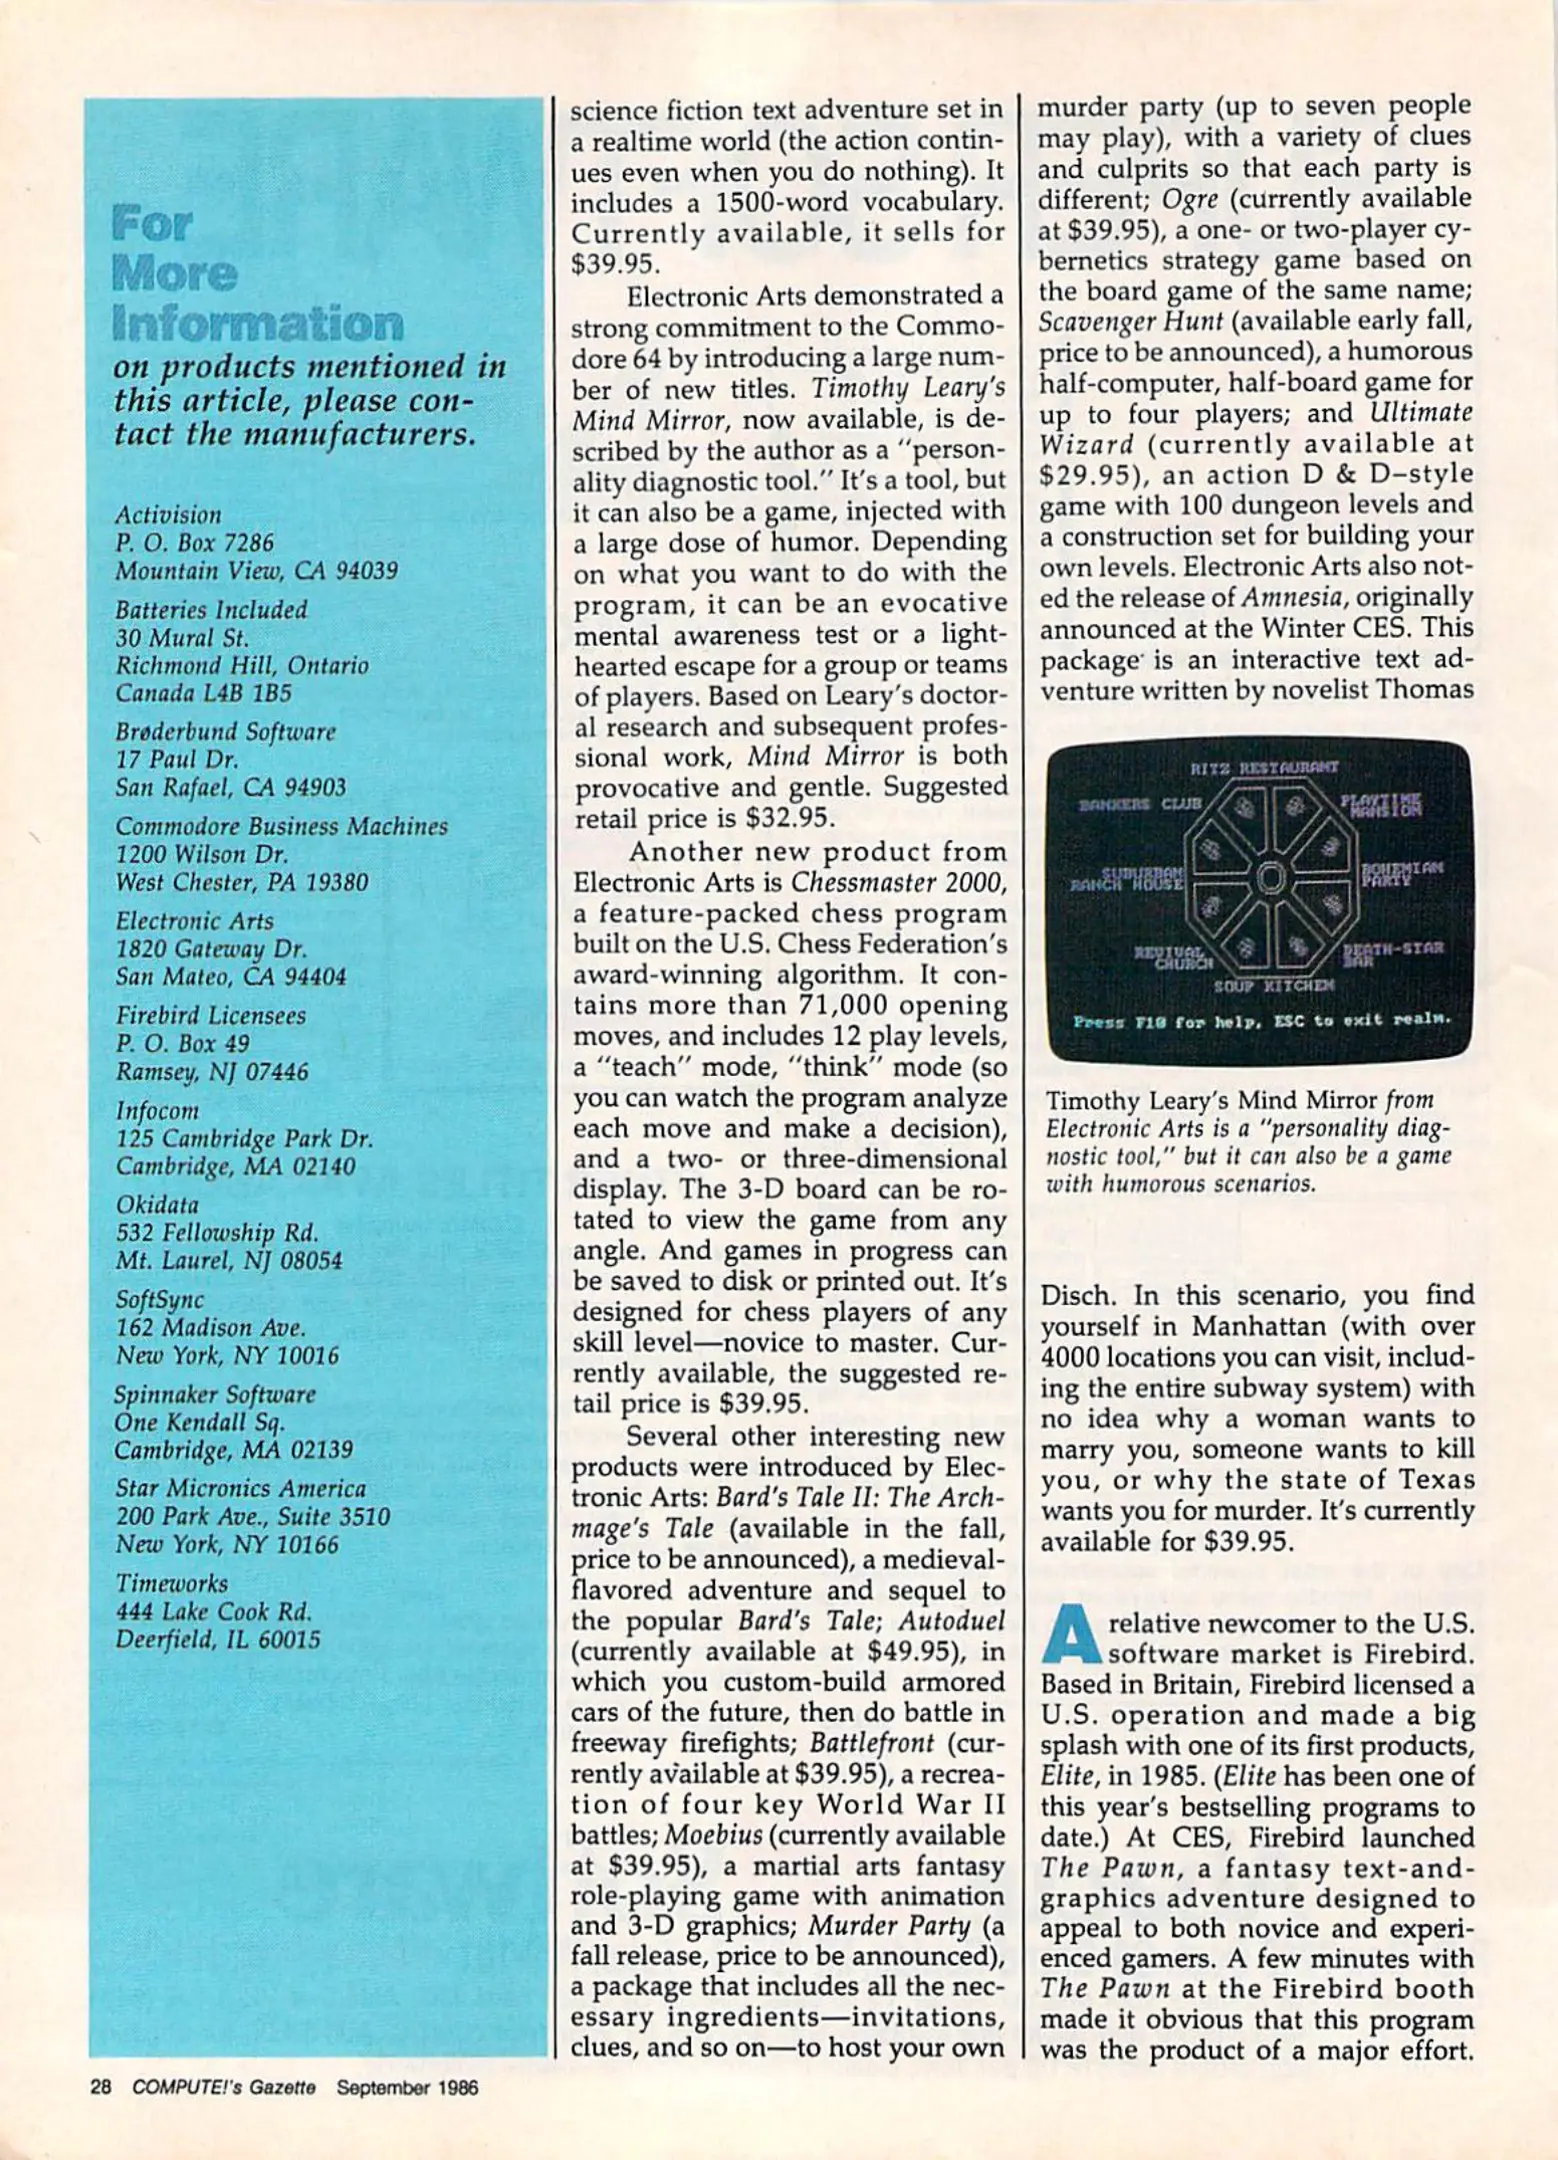 For
More
Information
on products mentioned in
this article, please con-
tact the manufacturers.
Activision
P. O. Box 7286
Mountain View, CA 94039
Batteries Included
30 Mural St.
Richmond Hill, Ontario
Canada L4B 1B5
Brøderbund Software
17 Paul Dr.
San Rafael, CA 94903
Commodore Business Machines
1200 Wilson Dr.
West Chester, PA 19380
Electronic Arts
1820 Gateway Dr.
San Mateo, CA 94404
Firebird Licensees
P. O. Box 49
Ramsey, NJ 07446
Infocom
125 Cambridge Park Dr.
Cambridge, MA 02140
Okidata
532 Fellowship Rd.
Mt. Laurel, NJ 08054
SoftSync
162 Madison Ave.
New York, NY 10016
Spinnaker Software
One Kendall Sq.
Cambridge, MA 02139
Star Micronics America
200 Park Ave., Suite 3510
New York, NY 10166
Timeworks
444 Lake Cook Rd.
Deerfield, IL 60015
science fiction text adventure set in
a realtime world (the action contin-
ues even when you do nothing). It
includes a 1500-word vocabulary.
Currently available, it sells for
$39.95.
Electronic Arts demonstrated a
strong commitment to the Commo-
dore 64 by introducing a large num-
ber of new titles. Timothy Leary's
Mind Mirror, now available, is de-
scribed by the author as a "person-
ality diagnostic tool." It's a tool, but
it can also be a game, injected with
a large dose of humor. Depending
on what you want to do with the
program, it can be an evocative
mental awareness test or a light-
hearted escape for a group or teams
of players. Based on Leary's doctor-
al research and subsequent profes-
sional work, Mind Mirror is both
provocative and gentle. Suggested
retail price is $32.95.
Another new product from
Electronic Arts is Chessmaster 2000,
a feature-packed chess program
built on the U.S. Chess Federation's
award-winning algorithm. It con-
tains more than 71,000 opening
moves, and includes 12 play levels,
a "teach" mode, "think" mode (so
you can watch the program analyze
each move and make a decision),
and a two- or three-dimensional
display. The 3-D board can be ro-
tated to view the game from any
angle. And games in progress can
be saved to disk or printed out. It's
designed for chess players of any
skill level—novice to master. Cur-
rently available, the suggested re-
tail price is $39.95.
Several other interesting new
products were introduced by Elec-
tronic Arts: Bard's Tale II: The Arch-
mage's Tale (available in the fall,
price to be announced), a medieval-
flavored adventure and sequel to
the popular Bard's Tale; Autoduel
(currently available at $49.95), in
which you custom-build armored
cars of the future, then do battle in
freeway firefights; Battlefront (cur-
rently available at $39.95), a recrea-
tion of four key World War II
battles; Moebius (currently available
at $39.95), a martial arts fantasy
role-playing game with animation
and 3-D graphics; Murder Party (a
fall release, price to be announced),
a package that includes all the nec-
essary ingredients—invitations,
clues, and so on—to host your own
murder party (up to seven people
may play), with a variety of clues
and culprits so that each party is
different; Ogre (currently available
at $39.95), a one- or two-player cy-
bernetics strategy game based on
the board game of the same name;
Scavenger Hunt (available early fall,
price to be announced), a humorous
half-computer, half-board game for
up to four players; and Ultimate
Wizard (currently available at
$29.95), an action D & D-style
game with 100 dungeon levels and
a construction set for building your
own levels. Electronic Arts also not-
ed the release of Amnesia, originally
announced at the Winter CES. This
package is an interactive text ad-
venture written by novelist Thomas
RITZ RESTAURANT
BANKERS CLUB
PLAYTIME
MANSION
SUBURBAN
RANCH HOUSE
BOHEMIAN
PARTY
REVIVAL
CHURCH
DEATH-STAR
BAR
SOUP KITCHEN
Press F10 for help, ESC to exit realm.
Timothy Leary's Mind Mirror from
Electronic Arts is a "personality diag-
nostic tool," but it can also be a game
with humorous scenarios.
Disch. In this scenario, you find
yourself in Manhattan (with over
4000 locations you can visit, includ-
ing the entire subway system) with
no idea why a woman wants to
marry you, someone wants to kill
you, or why the state of Texas
wants you for murder. It's currently
available for $39.95.
A relative newcomer to the U.S.
software market is Firebird.
Based in Britain, Firebird licensed a
U.S. operation and made a big
splash with one of its first products,
Elite, in 1985. (Elite has been one of
this year's bestselling programs to
date.) At CES, Firebird launched
The Pawn, a fantasy text-and-
graphics adventure designed to
appeal to both novice and experi-
enced gamers. A few minutes with
The Pawn at the Firebird booth
made it obvious that this program
was the product of a major effort.
28 COMPUTE!'s Gazette September 1986